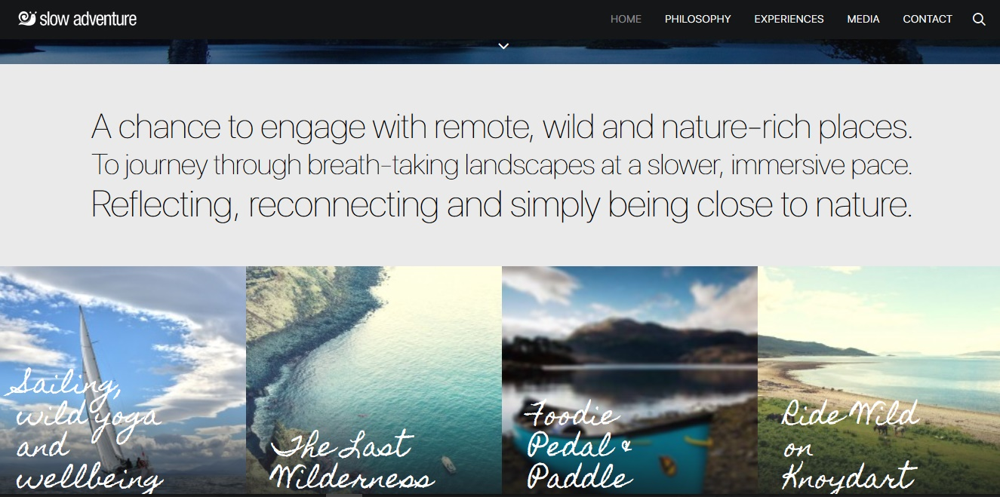 slow adventure
HOME PHILOSOPHY EXPERIENCES MEDIA CONTACT
A chance to engage with remote, wild and nature-rich places.
To journey through breath-taking landscapes at a slower, immersive pace.
Reflecting, reconnecting and simply being close to nature.
Sailing,
wild yoga
and
wellbeing
The Last
Wilderness
Foodie
Pedal &
Paddle
Ride Wild
on
Knoydart